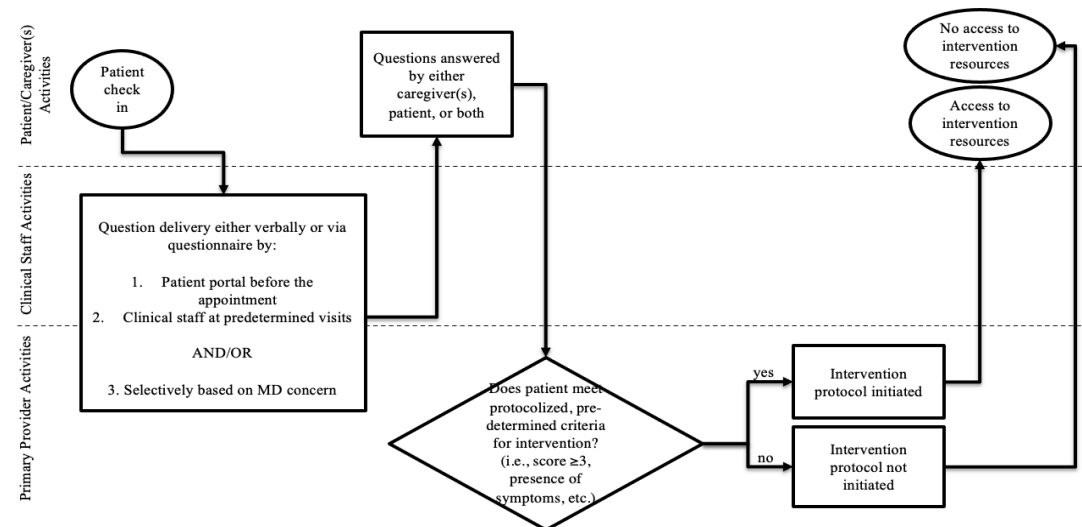 Patient/Caregiver(s)
Activities
Patient
check
in
Questions answered
by either
caregiver(s),
patient, or both
No access to
intervention
resources
Access to
intervention
resources
Clinical Staff Activities
Question delivery either verbally or via
questionnaire by:
1. Patient portal before the
appointment
2. Clinical staff at predetermined visits
AND/OR
3. Selectively based on MD concern
Primary Provider Activities
Does patient meet
protocolized, pre-
determined criteria
for intervention?
(i.e., score ≥3,
presence of
symptoms, etc.)
yes
Intervention
protocol initiated
no
Intervention
protocol not
initiated